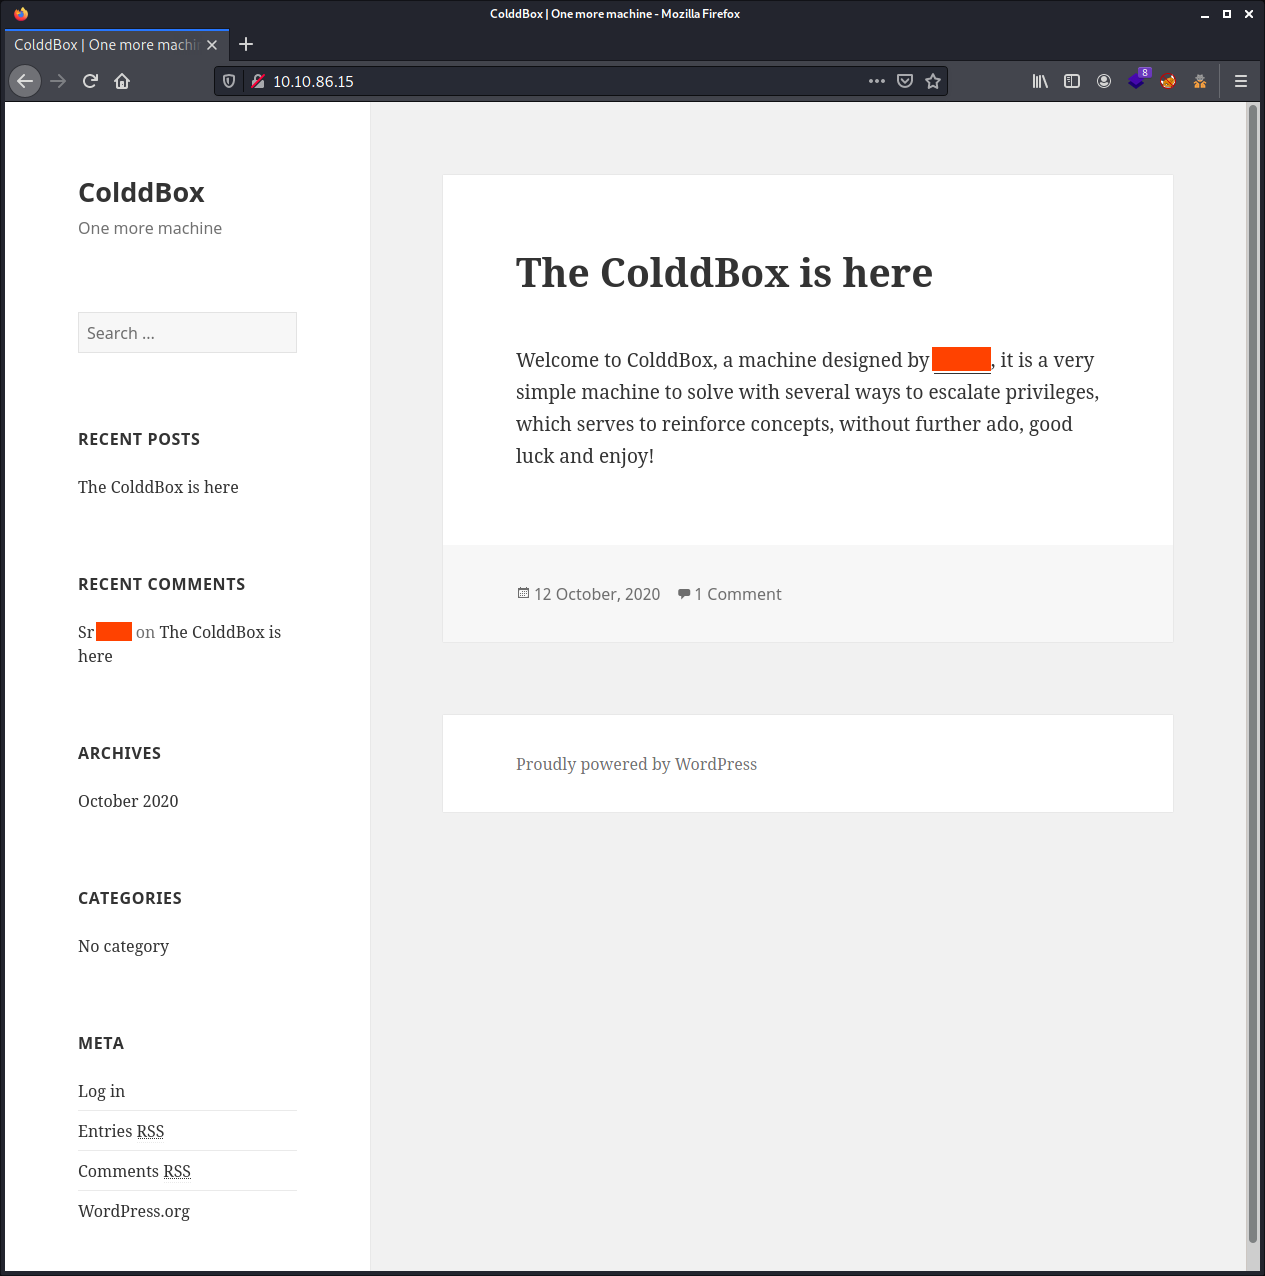 ColddBox | One more machine - Mozilla Firefox
ColddBox | One more machi
10.10.86.15
8
ColddBox
One more machine
Search ...
RECENT POSTS
The ColddBox is here
RECENT COMMENTS
Sr on The ColddBox is
here
ARCHIVES
October 2020
CATEGORIES
No category
META
Log in
Entries RSS
Comments RSS
WordPress.org
The ColddBox is here
Welcome to ColddBox, a machine designed by , it is a very
simple machine to solve with several ways to escalate privileges,
which serves to reinforce concepts, without further ado, good
luck and enjoy!
12 October, 2020 1 Comment
Proudly powered by WordPress